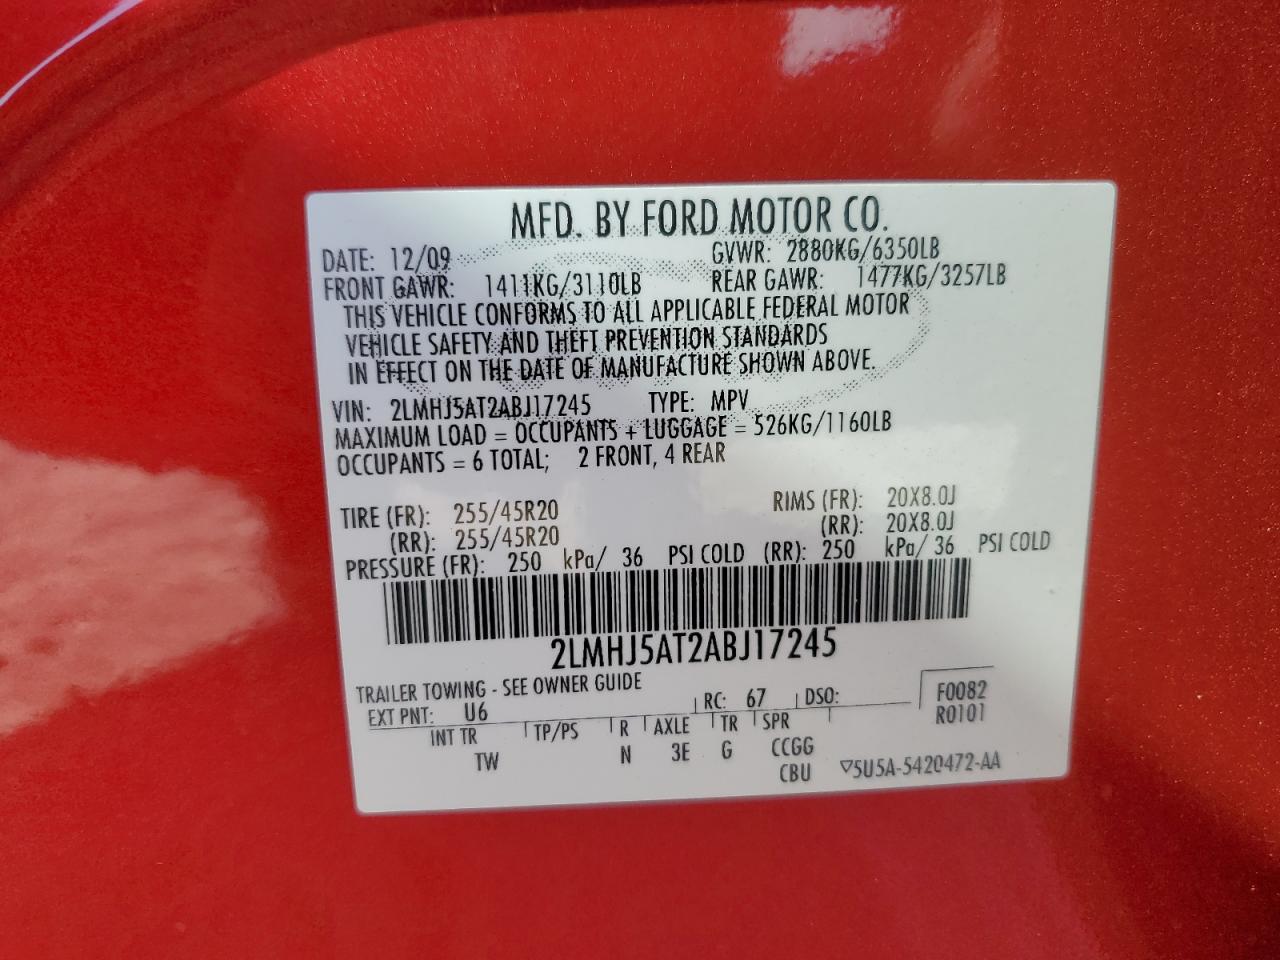 MFD. BY FORD MOTOR CO.
DATE: 12/09 GVWR: 2880KG/6350LB
FRONT GAWR: 1411KG/3110LB REAR GAWR: 1477KG/3257LB
THIS VEHICLE CONFORMS TO ALL APPLICABLE FEDERAL MOTOR
VEHICLE SAFETY AND THEFT PREVENTION STANDARDS
IN EFFECT ON THE DATE OF MANUFACTURE SHOWN ABOVE.
VIN: 2LMHJ5AT2ABJ17245 TYPE: MPV
MAXIMUM LOAD = OCCUPANTS + LUGGAGE = 526KG/1160LB
OCCUPANTS = 6 TOTAL; 2 FRONT, 4 REAR
TIRE (FR): 255/45R20 RIMS (FR): 20X8.0J
(RR): 255/45R20 (RR): 20X8.0J
PRESSURE (FR): 250 kPa/ 36 PSI COLD (RR): 250 kPa/ 36 PSI COLD
2LMHJ5AT2ABJ17245
TRAILER TOWING - SEE OWNER GUIDE
EXT PNT: U6 RC: 67 DSO: F0082
R0101
INT TR TP/PS R AXLE TR SPR
TW N 3E G CCGG
CBU ▽5U5A-5420472-AA